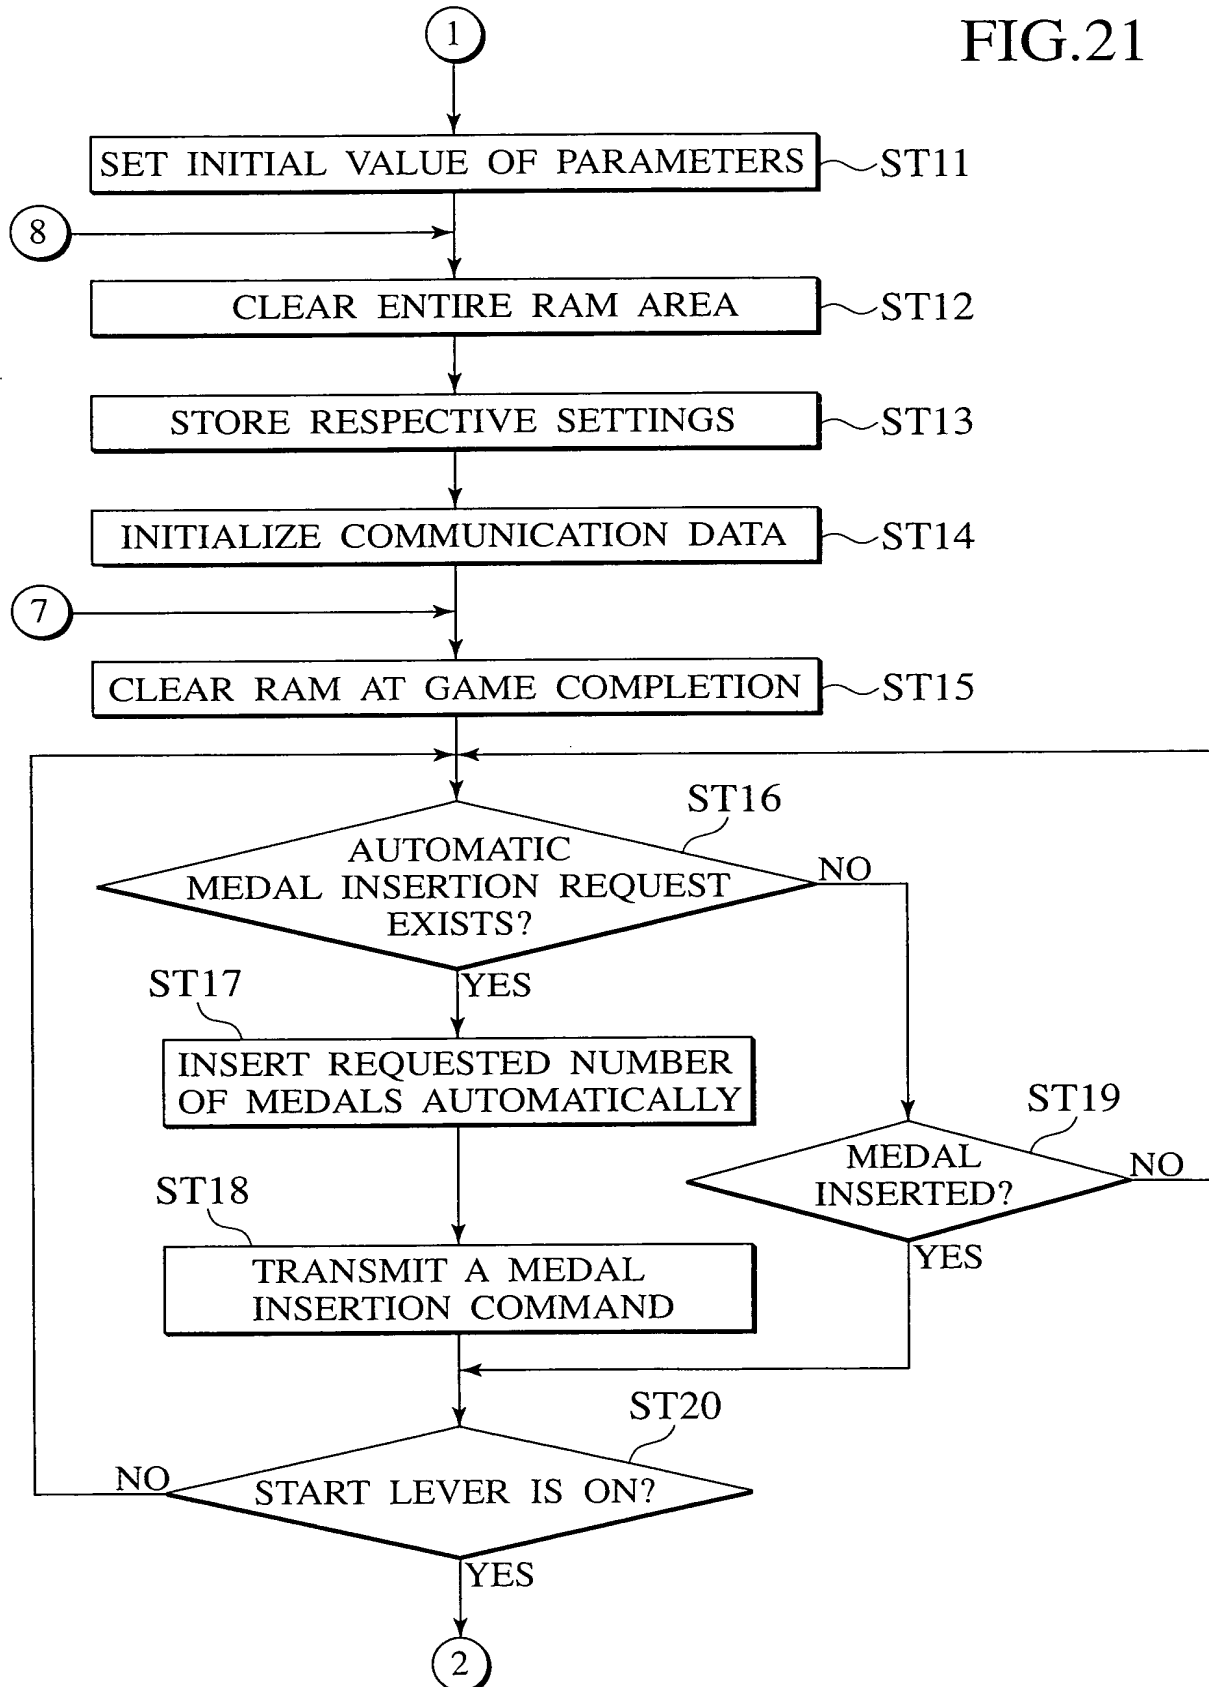 1
FIG.21
SET INITIAL VALUE OF PARAMETERS
ST11
8
CLEAR ENTIRE RAM AREA
ST12
STORE RESPECTIVE SETTINGS
ST13
INITIALIZE COMMUNICATION DATA
ST14
7
CLEAR RAM AT GAME COMPLETION
ST15
ST16
AUTOMATIC
MEDAL INSERTION REQUEST
EXISTS?
NO
YES
ST17
INSERT REQUESTED NUMBER
OF MEDALS AUTOMATICALLY
ST19
MEDAL
INSERTED?
NO
YES
ST18
TRANSMIT A MEDAL
INSERTION COMMAND
ST20
START LEVER IS ON?
NO
YES
2